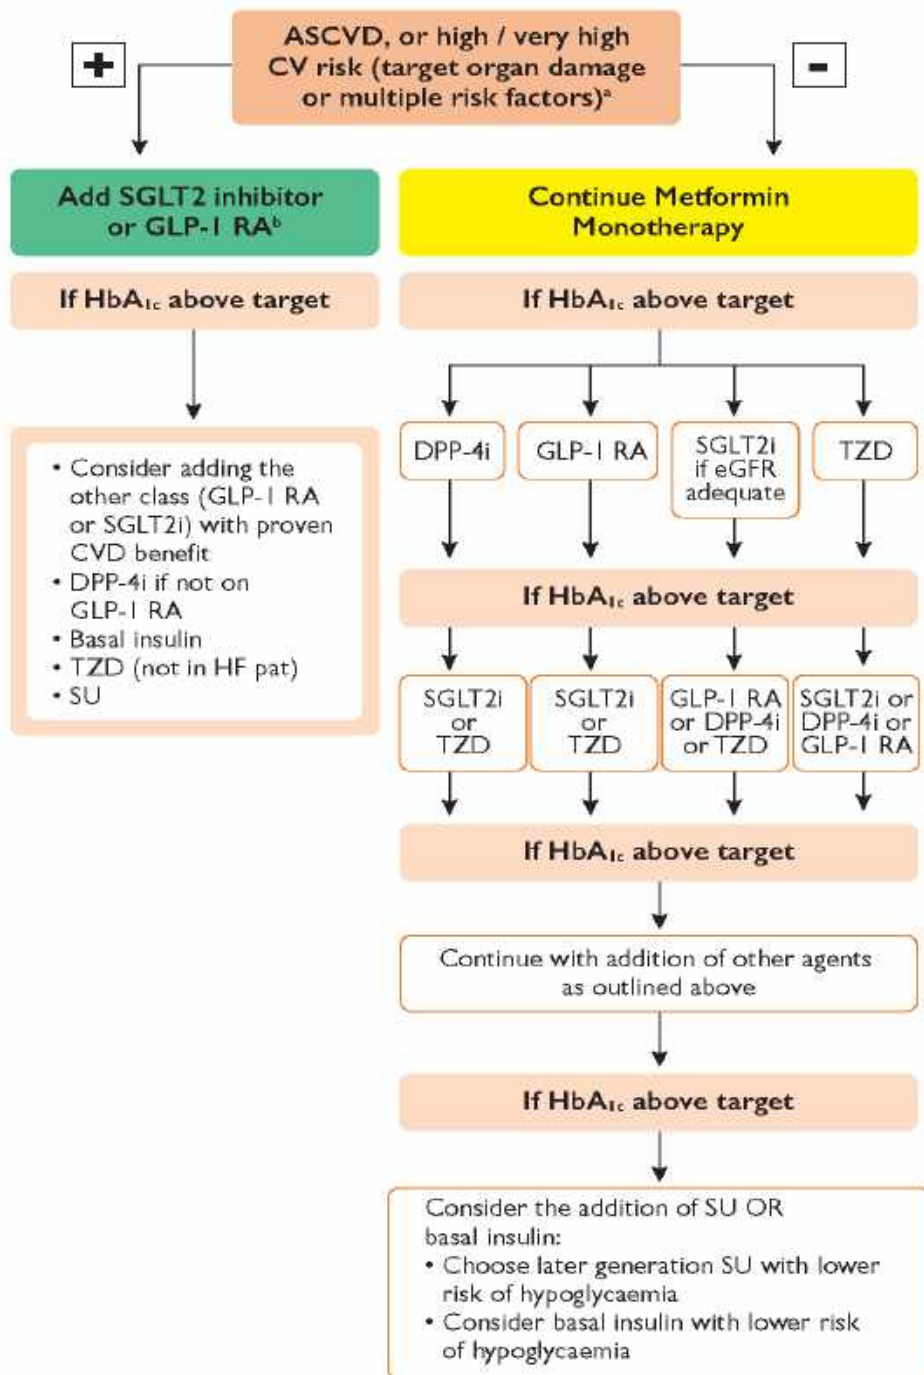 +
ASCVD, or high / very high
CV risk (target organ damage
or multiple risk factors)ᵃ
-
Add SGLT2 inhibitor
or GLP-1 RAᵇ
If HbA₁c above target
• Consider adding the
other class (GLP-1 RA
or SGLT2i) with proven
CVD benefit
• DPP-4i if not on
GLP-1 RA
• Basal insulin
• TZD (not in HF pat)
• SU
Continue Metformin
Monotherapy
If HbA₁c above target
DPP-4i
GLP-1 RA
SGLT2i
if eGFR
adequate
TZD
If HbA₁c above target
SGLT2i
or
TZD
SGLT2i
or
TZD
GLP-1 RA
or DPP-4i
or TZD
SGLT2i or
DPP-4i or
GLP-1 RA
If HbA₁c above target
Continue with addition of other agents
as outlined above
If HbA₁c above target
Consider the addition of SU OR
basal insulin:
• Choose later generation SU with lower
risk of hypoglycaemia
• Consider basal insulin with lower risk
of hypoglycaemia